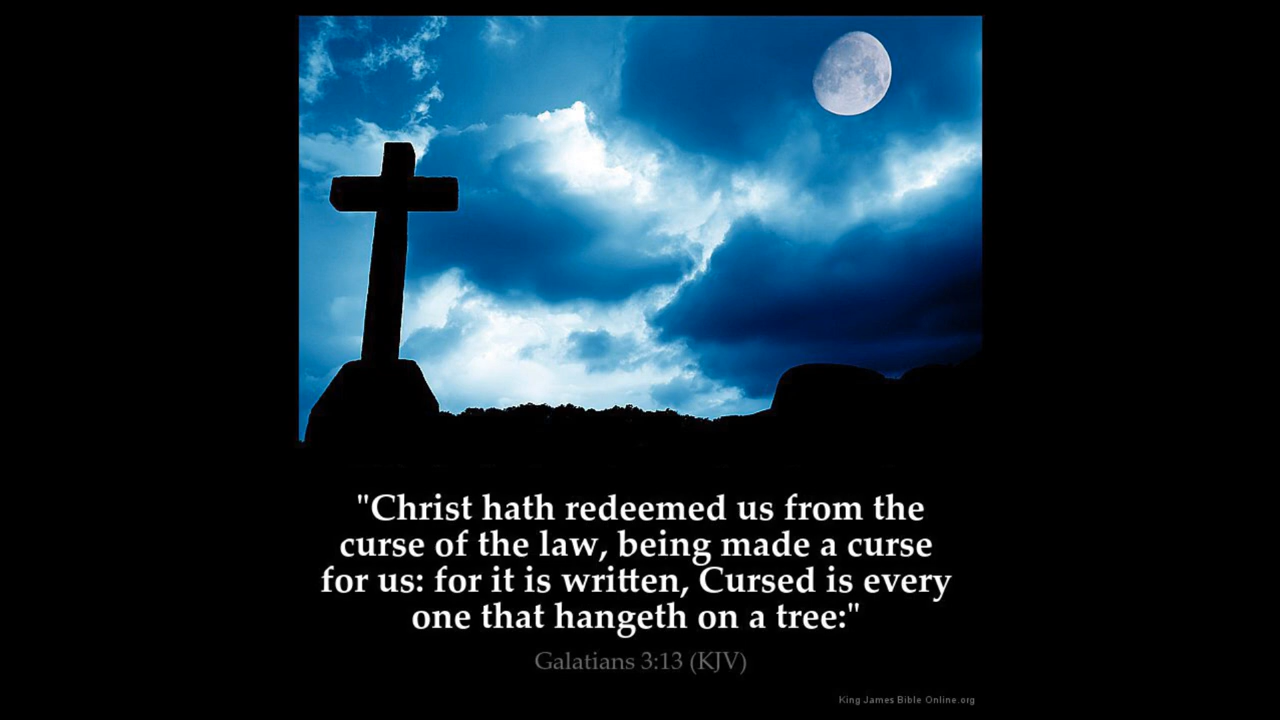 "Christ hath redeemed us from the
curse of the law, being made a curse
for us: for it is written, Cursed is every
one that hangeth on a tree:"
Galatians 3:13 (KJV)
King James Bible Online.org